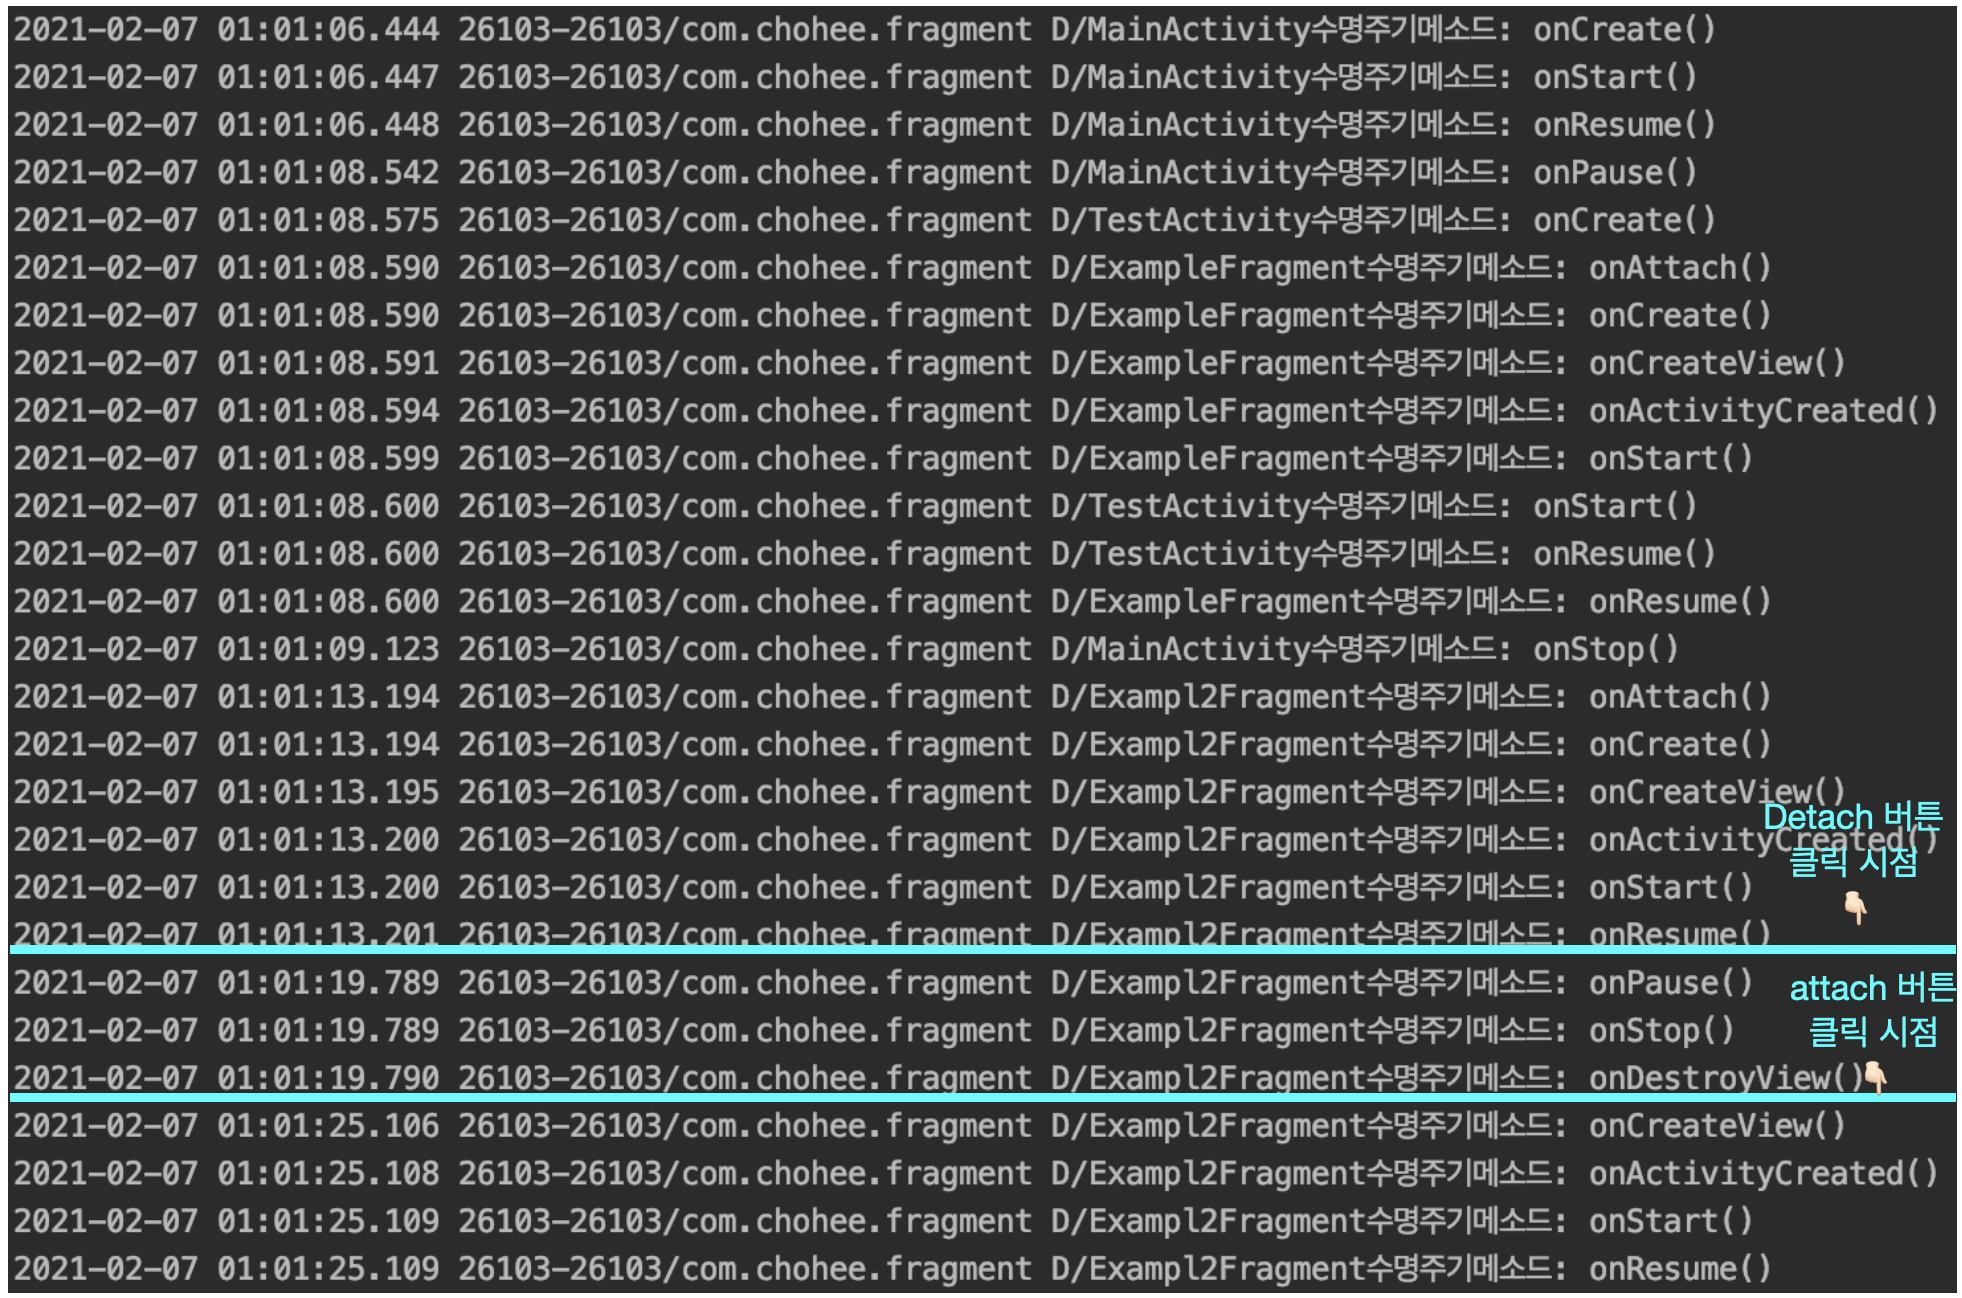 2021-02-07 01:01:06.444 26103-26103/com.chohee.fragment D/MainActivity수명주기메소드: onCreate()
2021-02-07 01:01:06.447 26103-26103/com.chohee.fragment D/MainActivity수명주기메소드: onStart()
2021-02-07 01:01:06.448 26103-26103/com.chohee.fragment D/MainActivity수명주기메소드: onResume()
2021-02-07 01:01:08.542 26103-26103/com.chohee.fragment D/MainActivity수명주기메소드: onPause()
2021-02-07 01:01:08.575 26103-26103/com.chohee.fragment D/TestActivity수명주기메소드: onCreate()
2021-02-07 01:01:08.590 26103-26103/com.chohee.fragment D/ExampleFragment수명주기메소드: onAttach()
2021-02-07 01:01:08.590 26103-26103/com.chohee.fragment D/ExampleFragment수명주기메소드: onCreate()
2021-02-07 01:01:08.591 26103-26103/com.chohee.fragment D/ExampleFragment수명주기메소드: onCreateView()
2021-02-07 01:01:08.594 26103-26103/com.chohee.fragment D/ExampleFragment수명주기메소드: onActivityCreated()
2021-02-07 01:01:08.599 26103-26103/com.chohee.fragment D/ExampleFragment수명주기메소드: onStart()
2021-02-07 01:01:08.600 26103-26103/com.chohee.fragment D/TestActivity수명주기메소드: onStart()
2021-02-07 01:01:08.600 26103-26103/com.chohee.fragment D/TestActivity수명주기메소드: onResume()
2021-02-07 01:01:08.600 26103-26103/com.chohee.fragment D/ExampleFragment수명주기메소드: onResume()
2021-02-07 01:01:09.123 26103-26103/com.chohee.fragment D/MainActivity수명주기메소드: onStop()
2021-02-07 01:01:13.194 26103-26103/com.chohee.fragment D/Exampl2Fragment수명주기메소드: onAttach()
2021-02-07 01:01:13.194 26103-26103/com.chohee.fragment D/Exampl2Fragment수명주기메소드: onCreate()
2021-02-07 01:01:13.195 26103-26103/com.chohee.fragment D/Exampl2Fragment수명주기메소드: onCreateView()
Detach 버튼
2021-02-07 01:01:13.200 26103-26103/com.chohee.fragment D/Exampl2Fragment수명주기메소드: onActivityCreated()
클릭 시점
2021-02-07 01:01:13.200 26103-26103/com.chohee.fragment D/Exampl2Fragment수명주기메소드: onStart()
2021-02-07 01:01:13.201 26103-26103/com.chohee.fragment D/Exampl2Fragment수명주기메소드: onResume()
2021-02-07 01:01:19.789 26103-26103/com.chohee.fragment D/Exampl2Fragment수명주기메소드: onPause()
attach 버튼
2021-02-07 01:01:19.789 26103-26103/com.chohee.fragment D/Exampl2Fragment수명주기메소드: onStop()
클릭 시점
2021-02-07 01:01:19.790 26103-26103/com.chohee.fragment D/Exampl2Fragment수명주기메소드: onDestroyView()
2021-02-07 01:01:25.106 26103-26103/com.chohee.fragment D/Exampl2Fragment수명주기메소드: onCreateView()
2021-02-07 01:01:25.108 26103-26103/com.chohee.fragment D/Exampl2Fragment수명주기메소드: onActivityCreated()
2021-02-07 01:01:25.109 26103-26103/com.chohee.fragment D/Exampl2Fragment수명주기메소드: onStart()
2021-02-07 01:01:25.109 26103-26103/com.chohee.fragment D/Exampl2Fragment수명주기메소드: onResume()